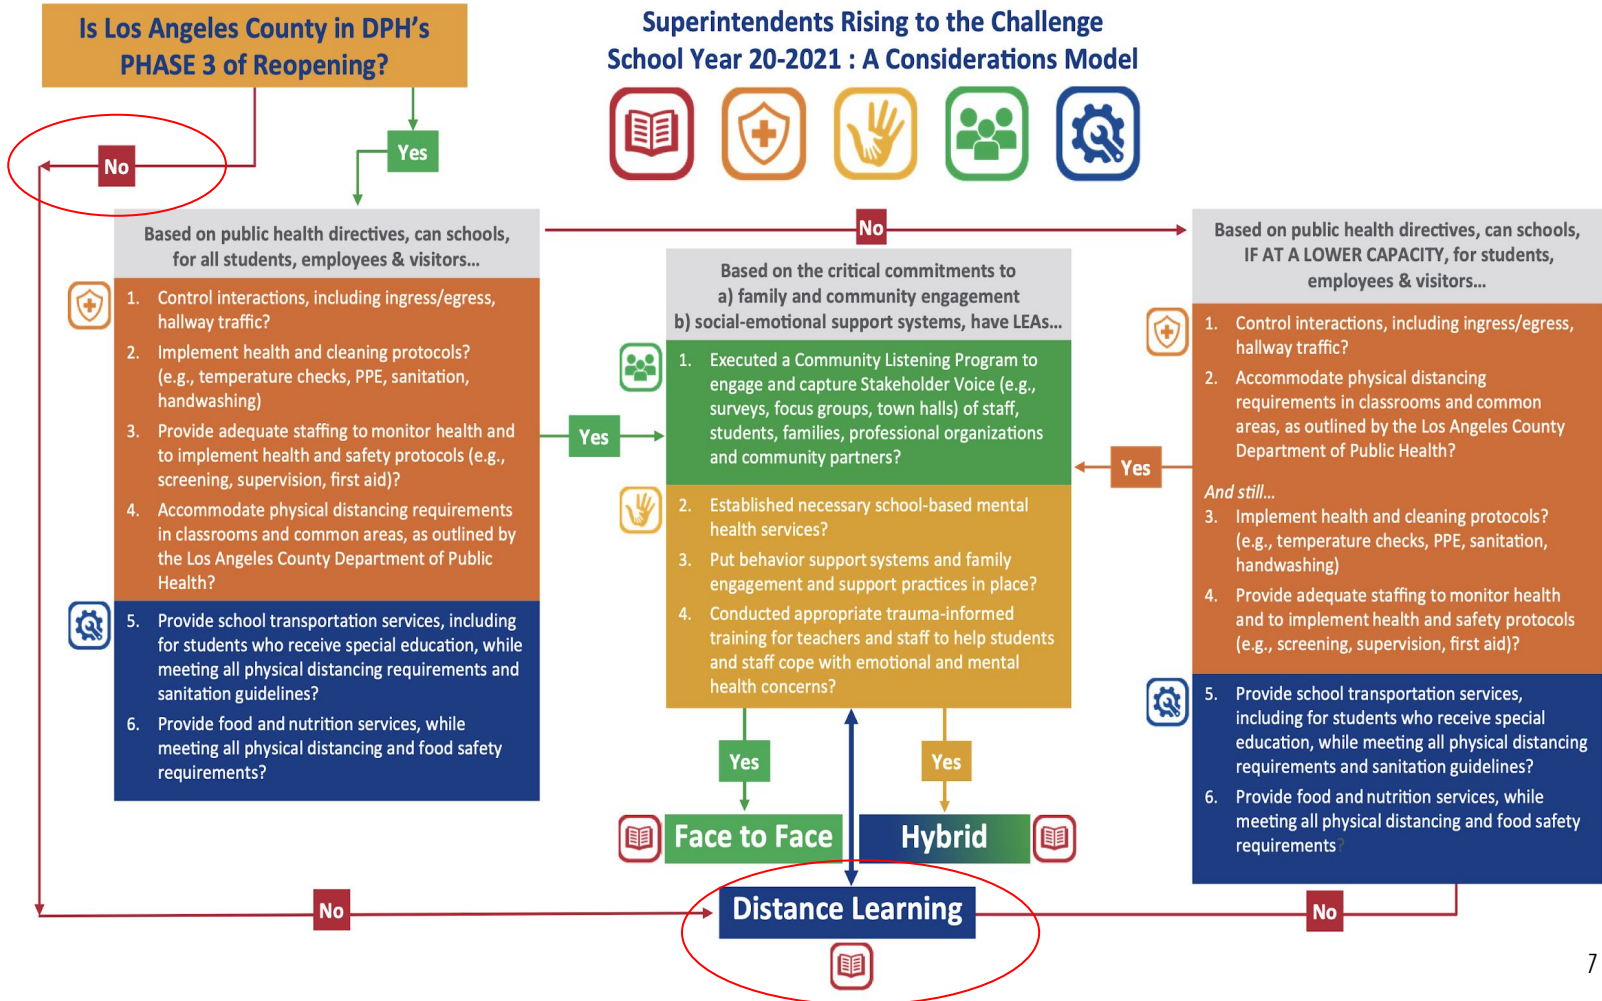 Is Los Angeles County in DPH's
PHASE 3 of Reopening?
Superintendents Rising to the Challenge
School Year 20-2021 : A Considerations Model
No
Yes
Based on public health directives, can schools,
for all students, employees & visitors...
1. Control interactions, including ingress/egress,
hallway traffic?
2. Implement health and cleaning protocols?
(e.g., temperature checks, PPE, sanitation,
handwashing)
3. Provide adequate staffing to monitor health and
to implement health and safety protocols (e.g.,
screening, supervision, first aid)?
4. Accommodate physical distancing requirements
in classrooms and common areas, as outlined by
the Los Angeles County Department of Public
Health?
5. Provide school transportation services, including
for students who receive special education, while
meeting all physical distancing requirements and
sanitation guidelines?
6. Provide food and nutrition services, while
meeting all physical distancing and food safety
requirements?
No
Yes
Based on the critical commitments to
a) family and community engagement
b) social-emotional support systems, have LEAs...
1. Executed a Community Listening Program to
engage and capture Stakeholder Voice (e.g.,
surveys, focus groups, town halls) of staff,
students, families, professional organizations
and community partners?
2. Established necessary school-based mental
health services?
3. Put behavior support systems and family
engagement and support practices in place?
4. Conducted appropriate trauma-informed
training for teachers and staff to help students
and staff cope with emotional and mental
health concerns?
Yes
Based on public health directives, can schools,
IF AT A LOWER CAPACITY, for students,
employees & visitors...
1. Control interactions, including ingress/egress,
hallway traffic?
2. Accommodate physical distancing
requirements in classrooms and common
areas, as outlined by the Los Angeles County
Department of Public Health?
And still...
3. Implement health and cleaning protocols?
(e.g., temperature checks, PPE, sanitation,
handwashing)
4. Provide adequate staffing to monitor health
and to implement health and safety protocols
(e.g., screening, supervision, first aid)?
5. Provide school transportation services,
including for students who receive special
education, while meeting all physical distancing
requirements and sanitation guidelines?
6. Provide food and nutrition services, while
meeting all physical distancing and food safety
requirements?
Yes
Yes
Face to Face
Hybrid
No
Distance Learning
No
7